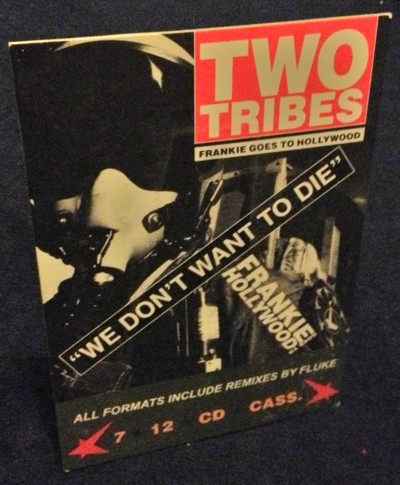 TWO
TRIBES
FRANKIE GOES TO HOLLYWOOD
"WE DON'T WANT TO DIE"
FRANKIE
HOLLYWOOD
ALL FORMATS INCLUDE REMIXES BY FLUKE
7 12 CD CASS.